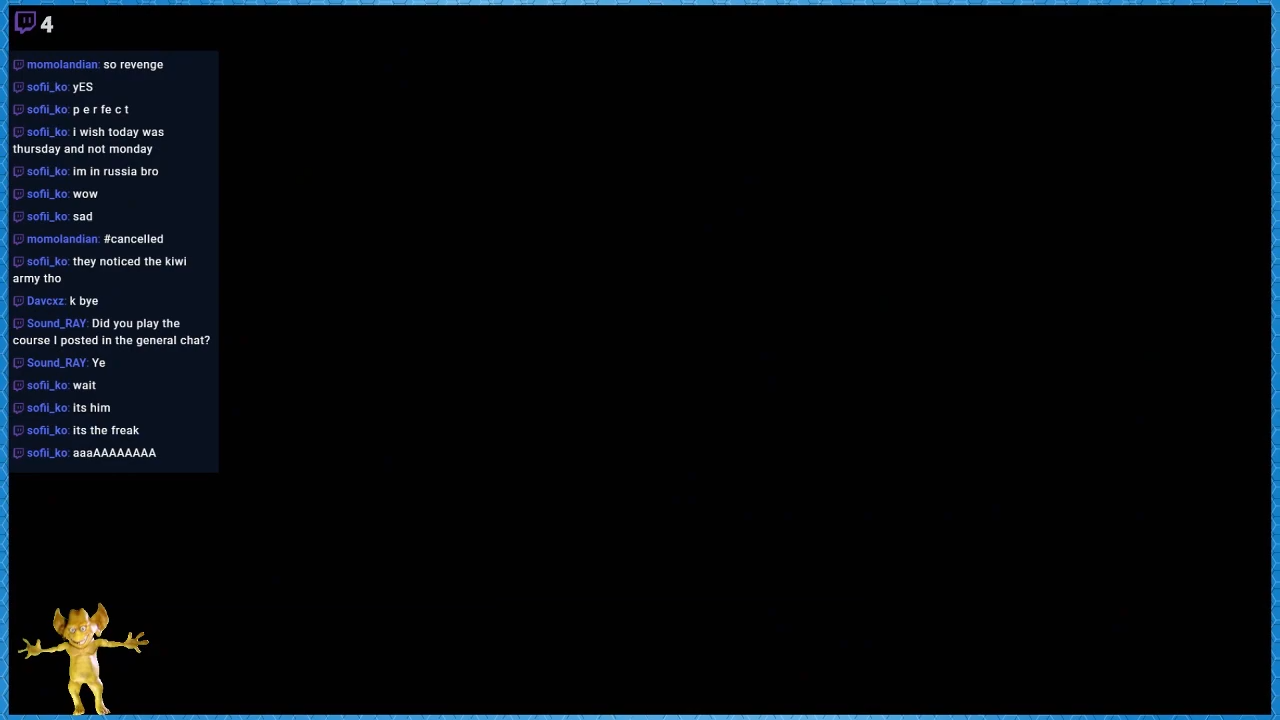 4
momolandian: so revenge
sofii_ko: yES
sofii_ko: p e r fe c t
sofii_ko: i wish today was
thursday and not monday
sofii_ko: im in russia bro
sofii_ko: wow
sofii_ko: sad
momolandian: #cancelled
sofii_ko: they noticed the kiwi
army tho
Davcxz: k bye
Sound_RAY: Did you play the
course I posted in the general chat?
Sound_RAY: Ye
sofii_ko: wait
sofii_ko: its him
sofii_ko: its the freak
sofii_ko: aaaAAAAAAAA